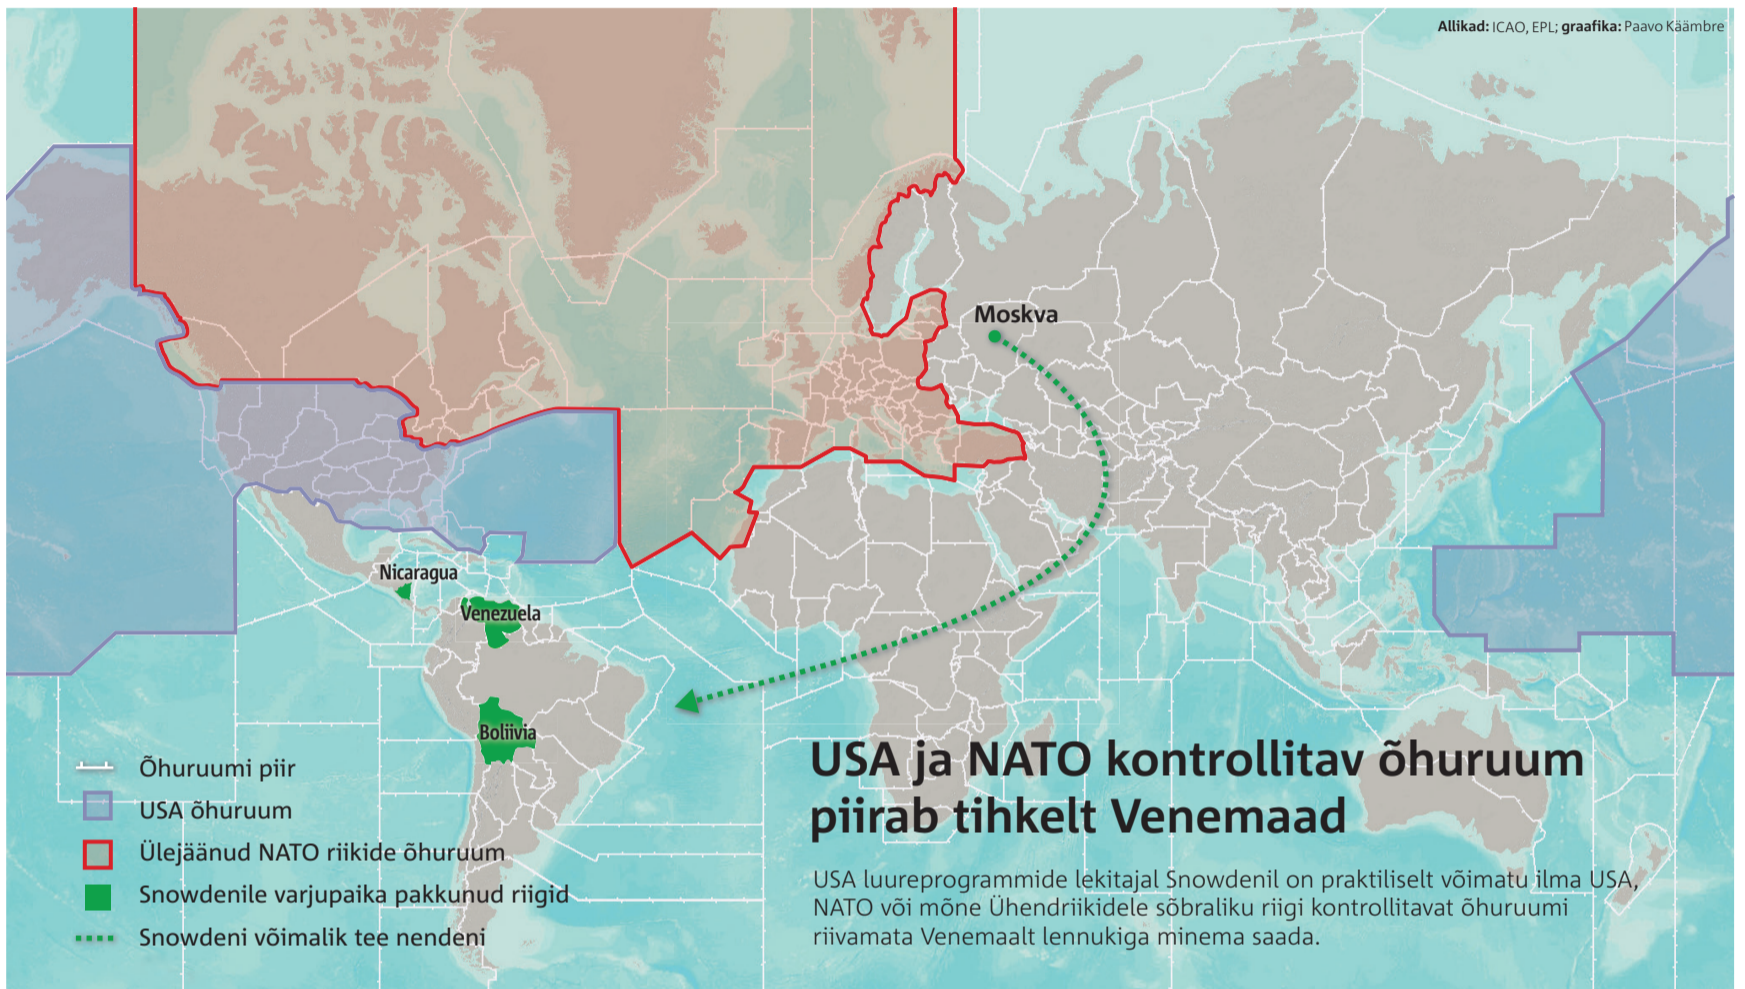 Allikad: ICAO, EPL; graafika: Paavo Käämbre
Moskva
Nicaragua
Venezuela
Boliivia
Õhuruumi piir
USA õhuruum
Ülejäänud NATO riikide õhuruum
Snowdenile varjupaika pakkunud riigid
Snowdeni võimalik tee nendeni
USA ja NATO kontrollitav õhuruum
piirab tihkelt Venemaad
USA luureprogrammide lekitajal Snowdenil on praktiliselt võimatu ilma USA,
NATO või mõne Ühendriikidele sõbraliku riigi kontrollitavat õhuruumi
riivamata Venemaalt lennukiga minema saada.